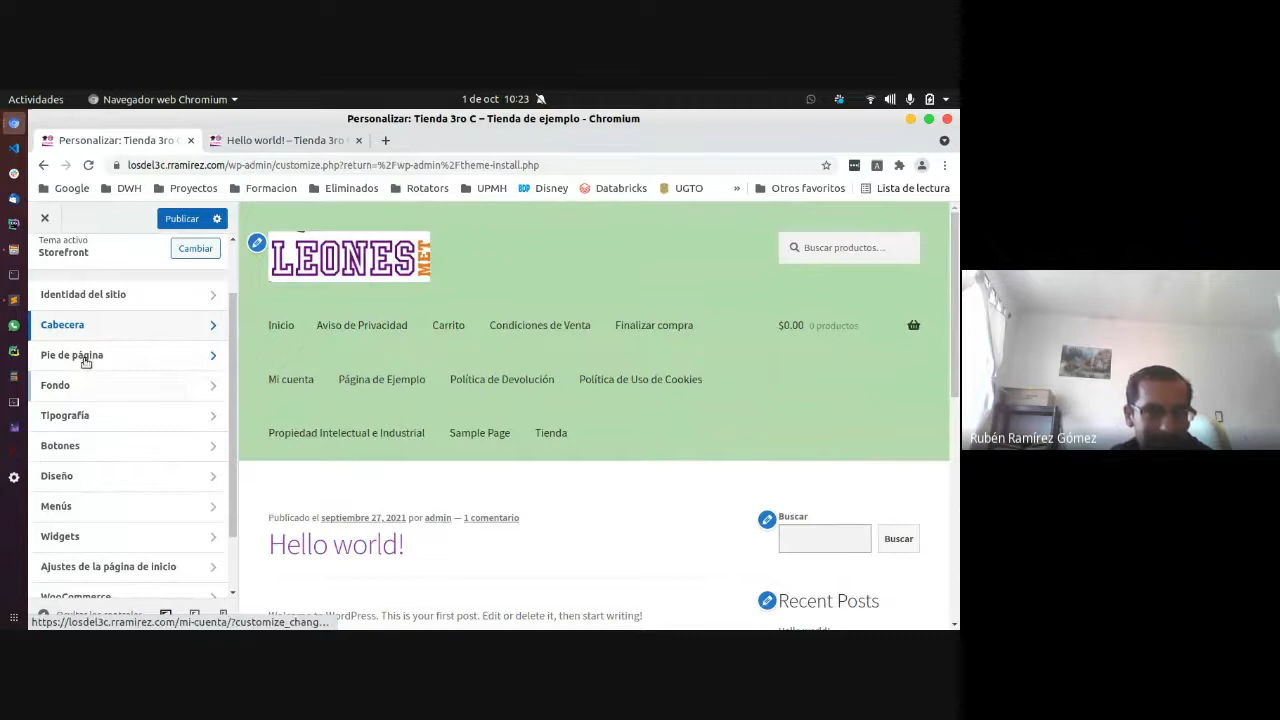 Actividades
Navegador web Chromium
1 de oct 10:23
Personalizar: Tienda 3ro C – Tienda de ejemplo - Chromium
Personalizar: Tienda 3ro C
Hello world! – Tienda 3ro
losdel3c.rramirez.com/wp-admin/customize.php?return=%2Fwp-admin%2Ftheme-install.php
Google DWH Proyectos Formacion Eliminados Rotators UPMH Disney Databricks UGTO » Otros favoritos Lista de lectura
Publicar
Tema activo
Storefront
Cambiar
Identidad del sitio
Cabecera
Pie de página
Fondo
Tipografía
Botones
Diseño
Menús
Widgets
Ajustes de la página de inicio
WooCommerce
Ocultar los controles
https://losdel3c.rramirez.com/mi-cuenta/?customize_chang...
LEONES MET
Buscar productos...
Inicio Aviso de Privacidad Carrito Condiciones de Venta Finalizar compra
$0.00 0 productos
Mi cuenta Página de Ejemplo Política de Devolución Política de Uso de Cookies
Propiedad Intelectual e Industrial Sample Page Tienda
Publicado el septiembre 27, 2021 por admin — 1 comentario
Hello world!
Welcome to WordPress. This is your first post. Edit or delete it, then start writing!
Buscar
Buscar
Recent Posts
Hello world!
Rubén Ramírez Gómez